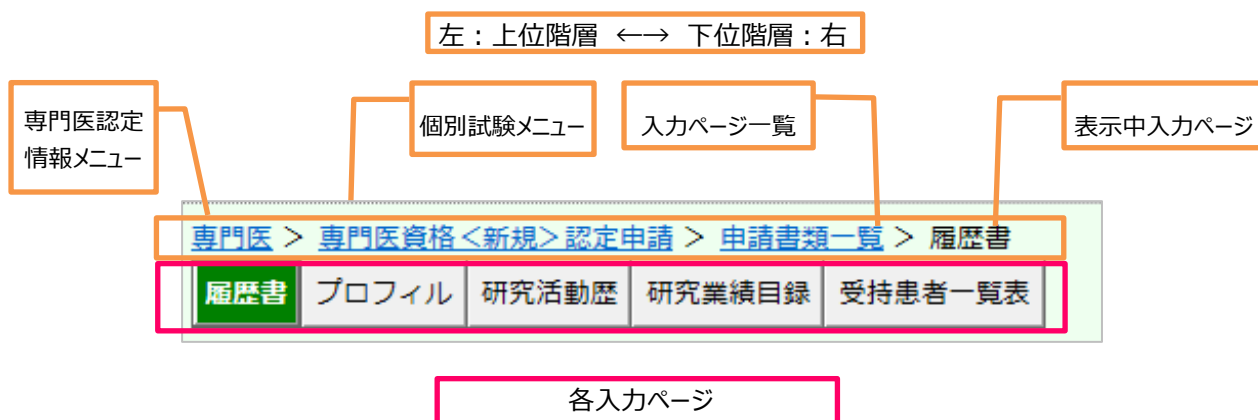 左：上位階層 ←→ 下位階層：右
専門医認定
情報メニュー
個別試験メニュー
入力ページ一覧
表示中入力ページ
専門医 > 専門医資格<新規>認定申請 > 申請書類一覧 > 履歴書
履歴書 プロフィル 研究活動歴 研究業績目録 受持患者一覧表
各入力ページ